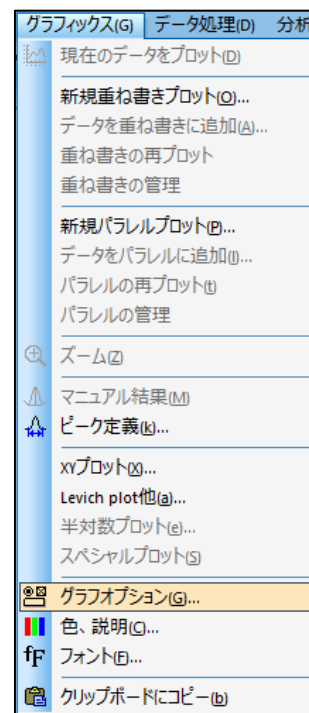 グラフィックス(G) データ処理(D) 分析
現在のデータをプロット(D)
新規重ね書きプロット(O)...
データを重ね書きに追加(A)...
重ね書きの再プロット
重ね書きの管理
新規パラレルプロット(P)...
データをパラレルに追加(I)...
パラレルの再プロット(t)
パラレルの管理
ズーム(Z)
マニュアル結果(M)
ピーク定義(k)...
XYプロット(X)...
Levich plot他(a)...
半対数プロット(e)...
スペシャルプロット(S)
グラフオプション(G)...
色、説明(C)...
fF フォント(F)...
クリップボードにコピー(b)